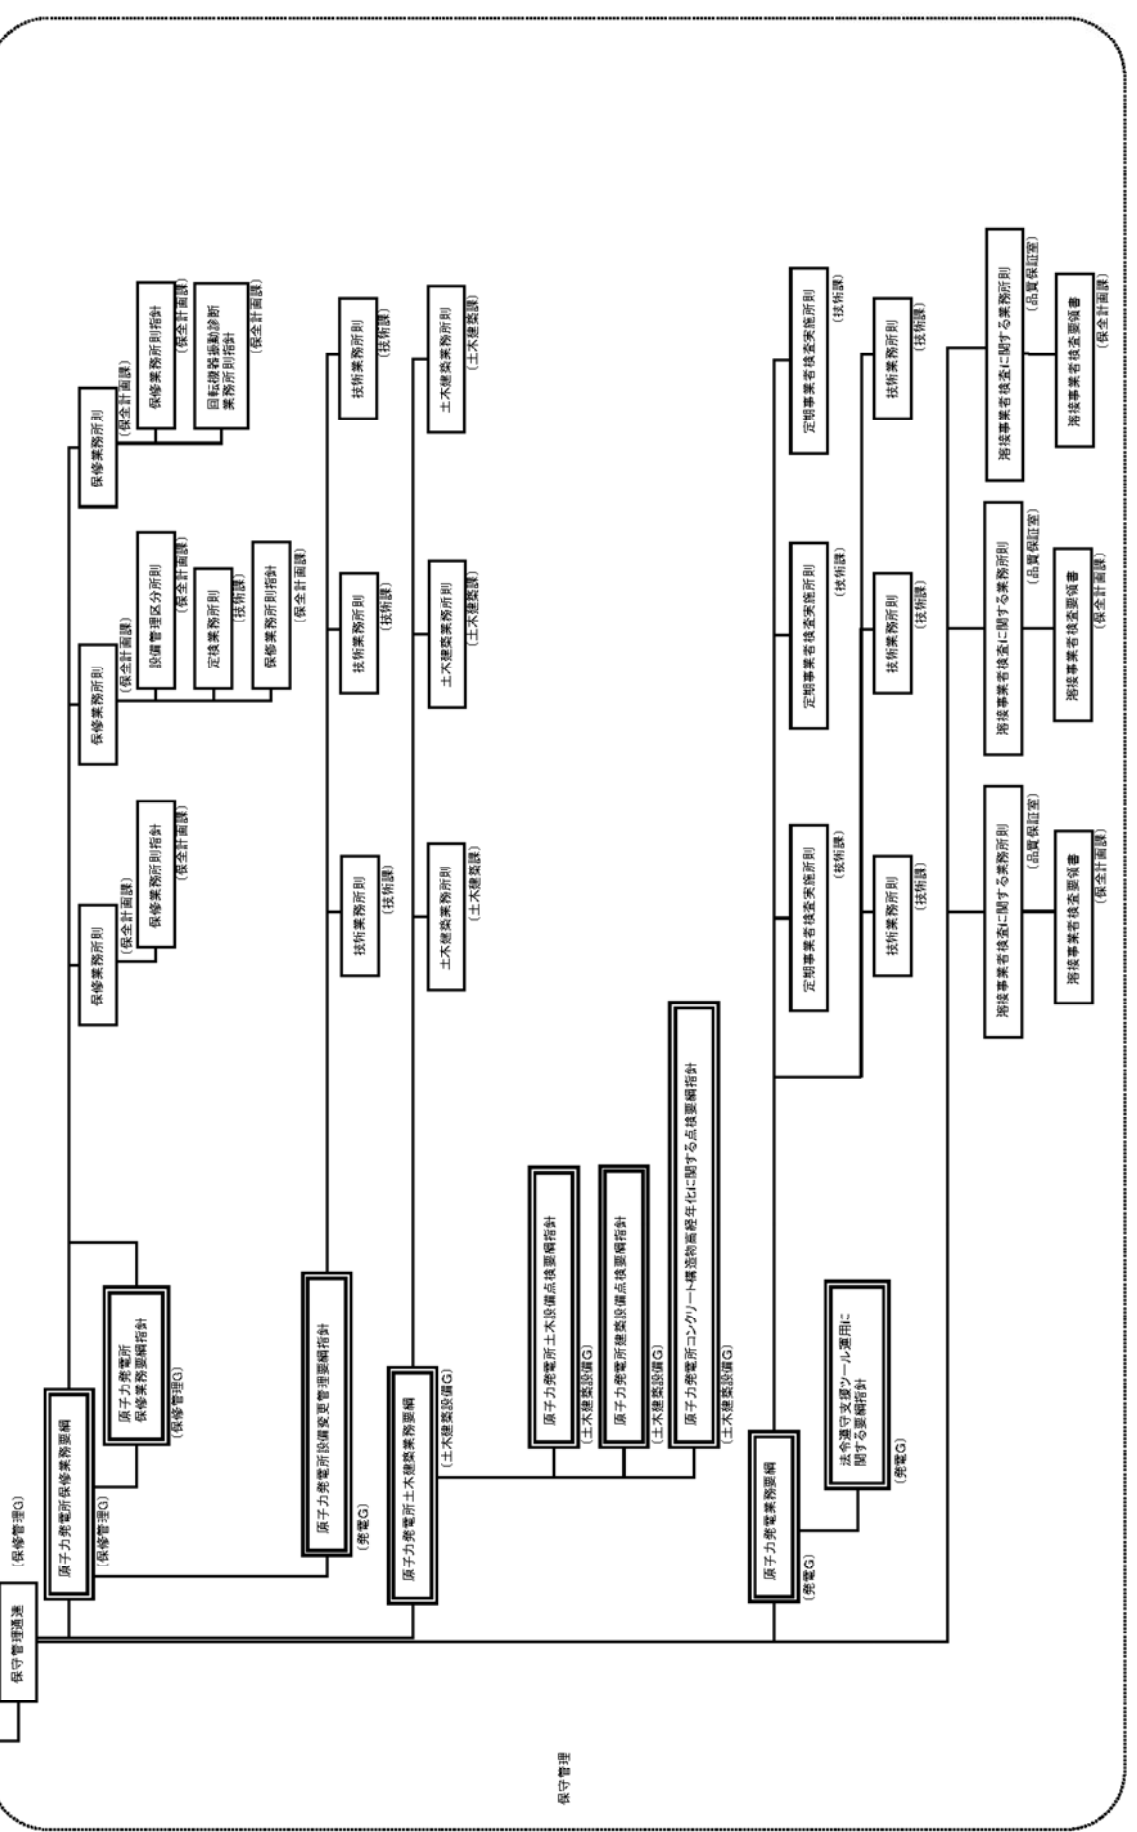 保守管理
保守管理通達
(保修管理G)
原子力発電所保修業務要綱
(保修管理G)
原子力発電所
保修業務要綱指針
(保修管理G)
保修業務所則
(保全計画課)
保修業務所則指針
(保全計画課)
保修業務所則
(保全計画課)
設備管理区分所則
(保全計画課)
定検業務所則
(技術課)
保修業務所則指針
(保全計画課)
保修業務所則
(保全計画課)
保修業務所則指針
(保全計画課)
回転機器振動診断
業務所則指針
(保全計画課)
原子力発電所設備変更管理要綱指針
(発電G)
技術業務所則
(技術課)
技術業務所則
(技術課)
技術業務所則
(技術課)
原子力発電所土木建築業務要綱
(土木建築設備G)
土木建築業務所則
(土木建築課)
土木建築業務所則
(土木建築課)
土木建築業務所則
(土木建築課)
原子力発電所土木設備点検要綱指針
(土木建築設備G)
原子力発電所建築設備点検要綱指針
(土木建築設備G)
原子力発電所コンクリート構造物高経年化に関する点検要綱指針
(土木建築設備G)
原子力発電業務要綱
(発電G)
法令遵守支援ツール運用に
関する要綱指針
(発電G)
定期事業者検査実施所則
(技術課)
定期事業者検査実施所則
(技術課)
定期事業者検査実施所則
(技術課)
技術業務所則
(技術課)
技術業務所則
(技術課)
技術業務所則
(技術課)
溶接事業者検査に関する業務所則
(品質保証室)
溶接事業者検査要領書
(保全計画課)
溶接事業者検査に関する業務所則
(品質保証室)
溶接事業者検査要領書
(保全計画課)
溶接事業者検査に関する業務所則
(品質保証室)
溶接事業者検査要領書
(保全計画課)